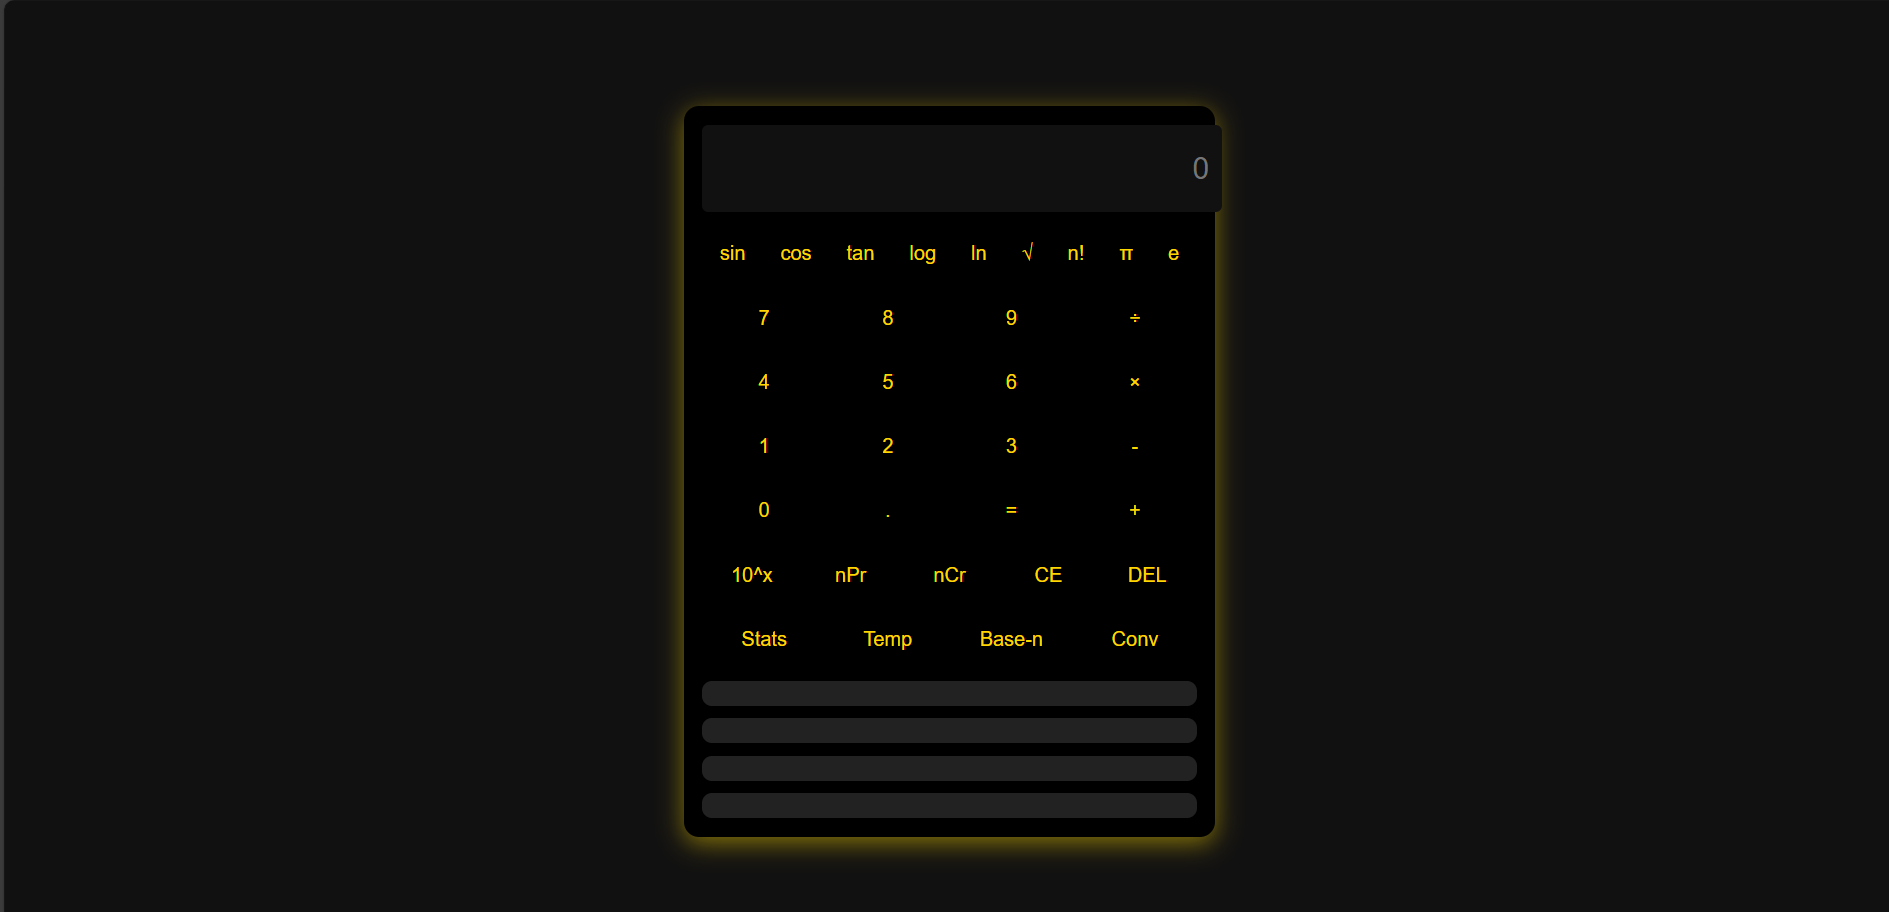 0
sin cos tan log ln √ n! π e
7 8 9 ÷
4 5 6 ×
1 2 3 -
0 . = +
10^x nPr nCr CE DEL
Stats Temp Base-n Conv